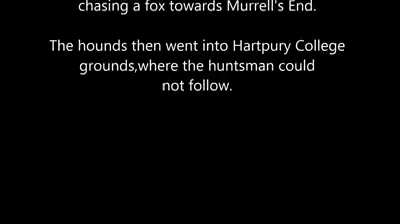 chasing a fox towards Murrell's End.
The hounds then went into Hartpury College
grounds,where the huntsman could
not follow.